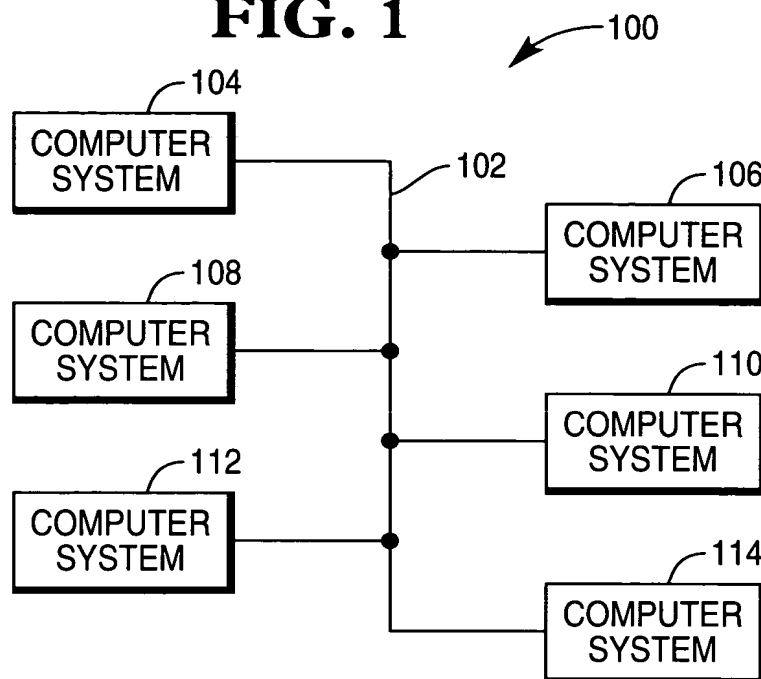 FIG. 1
100
104
COMPUTER
SYSTEM
102
106
COMPUTER
SYSTEM
108
COMPUTER
SYSTEM
110
COMPUTER
SYSTEM
112
COMPUTER
SYSTEM
114
COMPUTER
SYSTEM